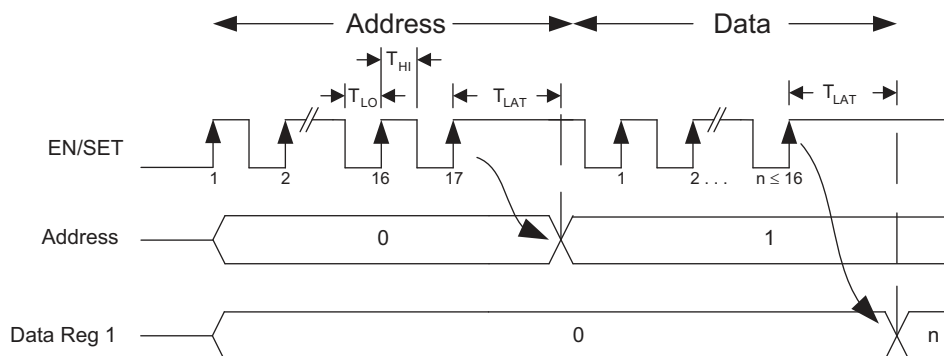 Address Data
T_HI
T_LO T_LAT T_LAT
EN/SET
1 2 16 17 1 2 . . . n ≤ 16
Address 0 1
Data Reg 1 0 n